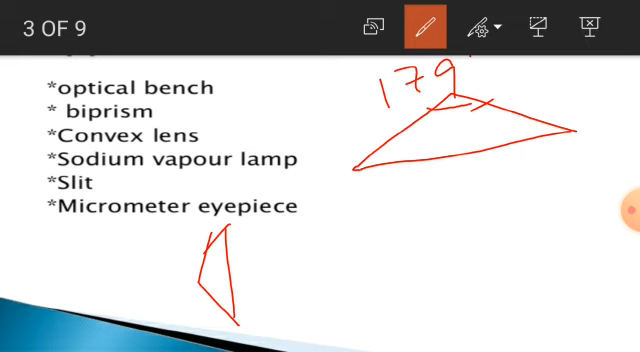 3 OF 9
179
*optical bench
* biprism
*Convex lens
*Sodium vapour lamp
*Slit
*Micrometer eyepiece